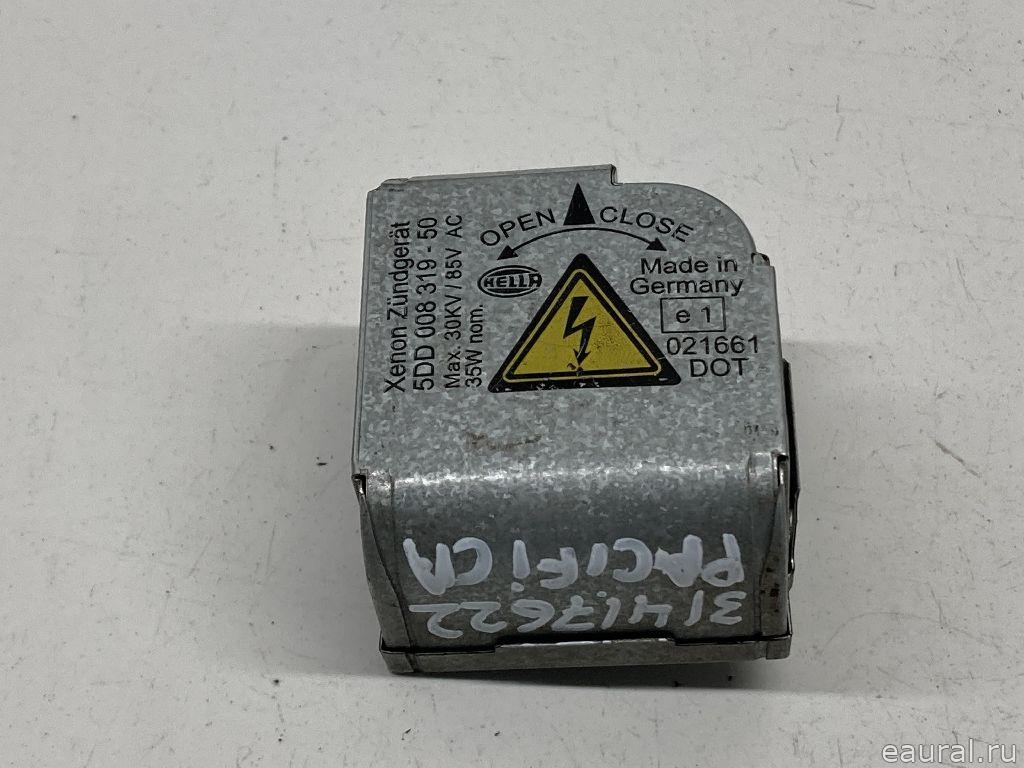 Xenon Zündgerät
5DD 008 319 - 50
Max. 30KV / 85V AC
35W nom.
OPEN CLOSE
HELLA
Made in
Germany
e 1
021661
DOT
PACIFICA
31417622
eaural.ru